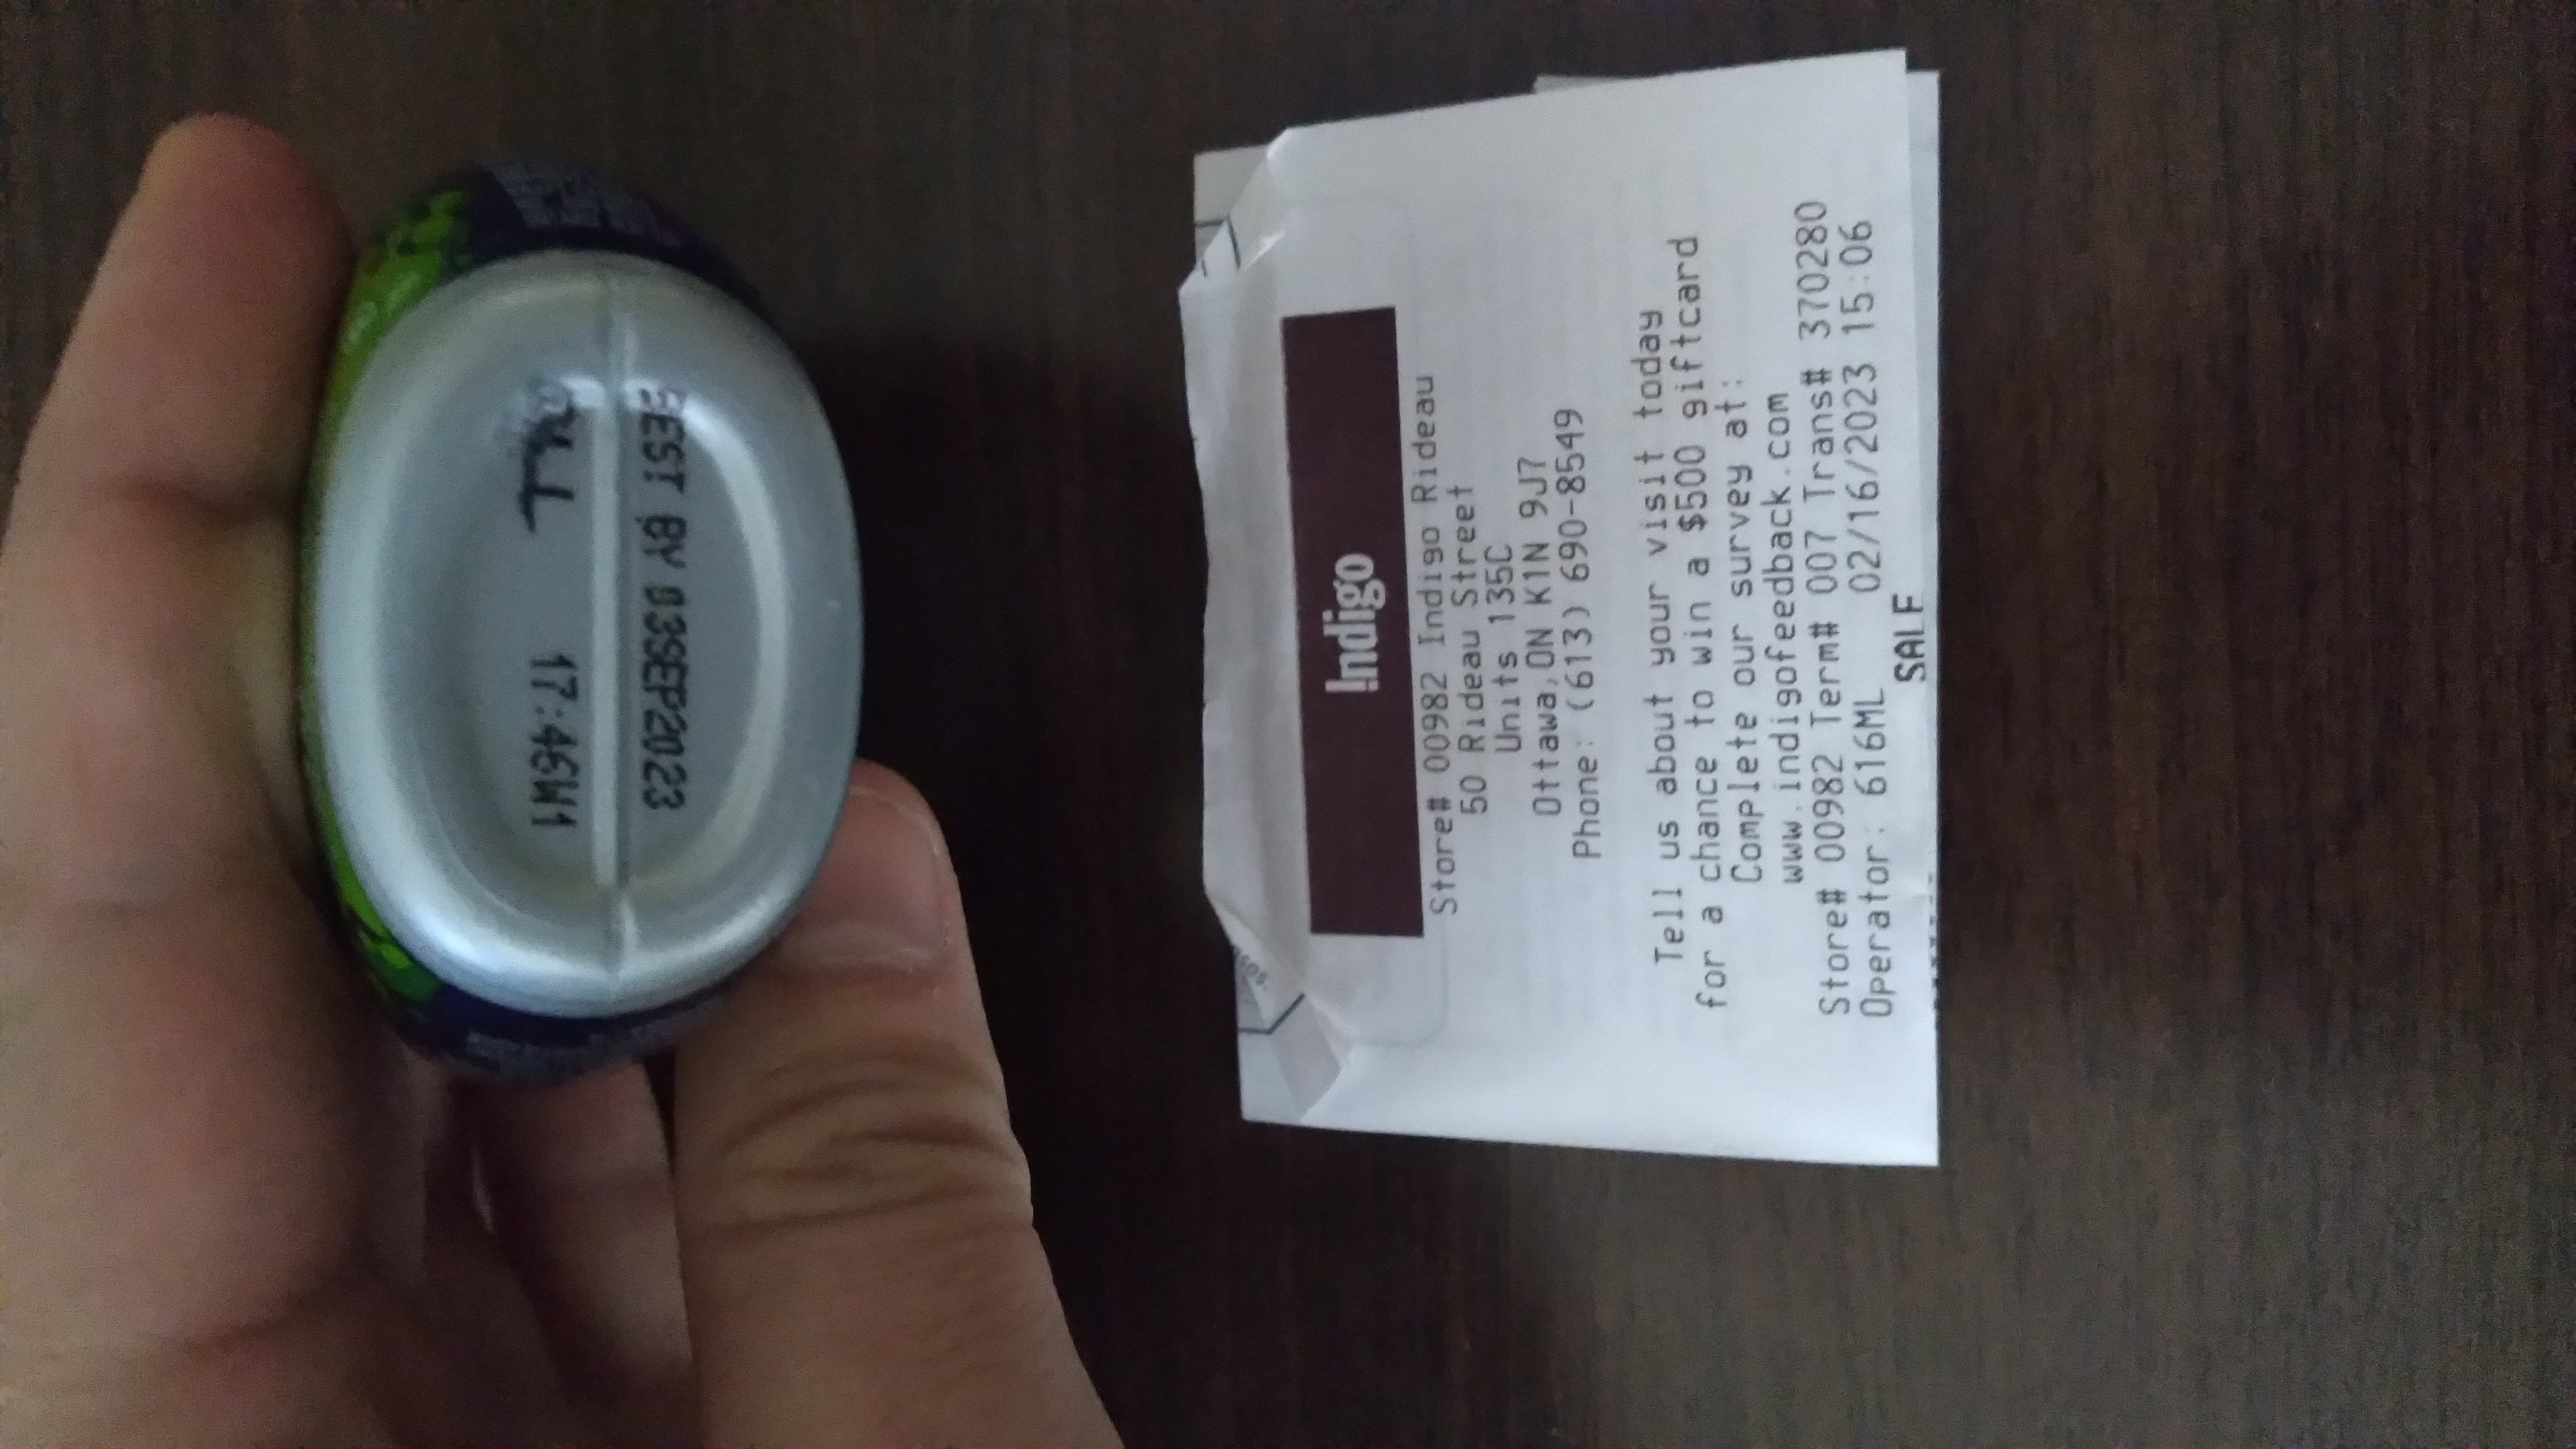 BEST BY 03SEP2023
17:46W1
Indigo
Store# 00982 Indigo Rideau
50 Rideau Street
Units 135C
Ottawa,ON K1N 9J7
Phone: (613) 690-8549
Tell us about your visit today
for a chance to win a $500 giftcard
Complete our survey at:
www.indigofeedback.com
Store# 00982 Term# 007 Trans# 370280
Operator: 616ML 02/16/2023 15:06
SALE